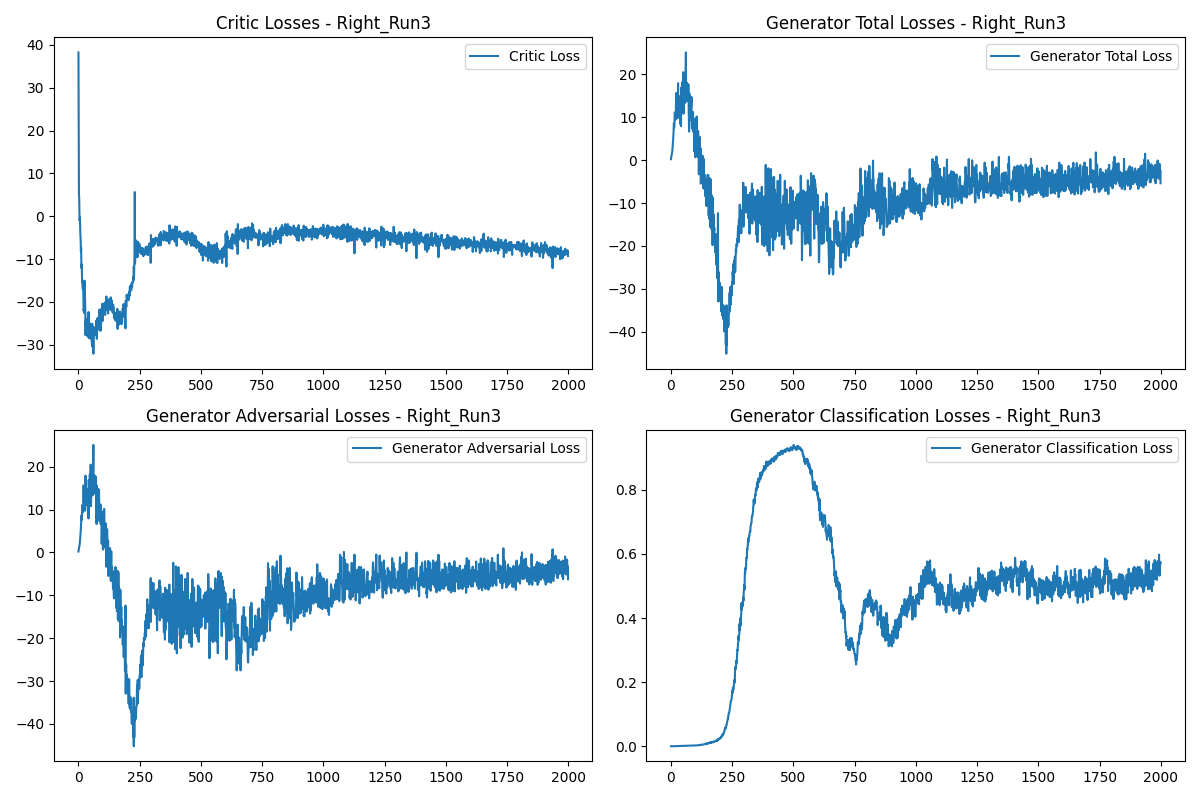 Critic Losses - Right_Run3
Critic Loss
40
30
20
10
0
−10
−20
−30
0 250 500 750 1000 1250 1500 1750 2000
Generator Total Losses - Right_Run3
Generator Total Loss
20
10
0
−10
−20
−30
−40
0 250 500 750 1000 1250 1500 1750 2000
Generator Adversarial Losses - Right_Run3
Generator Adversarial Loss
20
10
0
−10
−20
−30
−40
0 250 500 750 1000 1250 1500 1750 2000
Generator Classification Losses - Right_Run3
Generator Classification Loss
0.8
0.6
0.4
0.2
0.0
0 250 500 750 1000 1250 1500 1750 2000